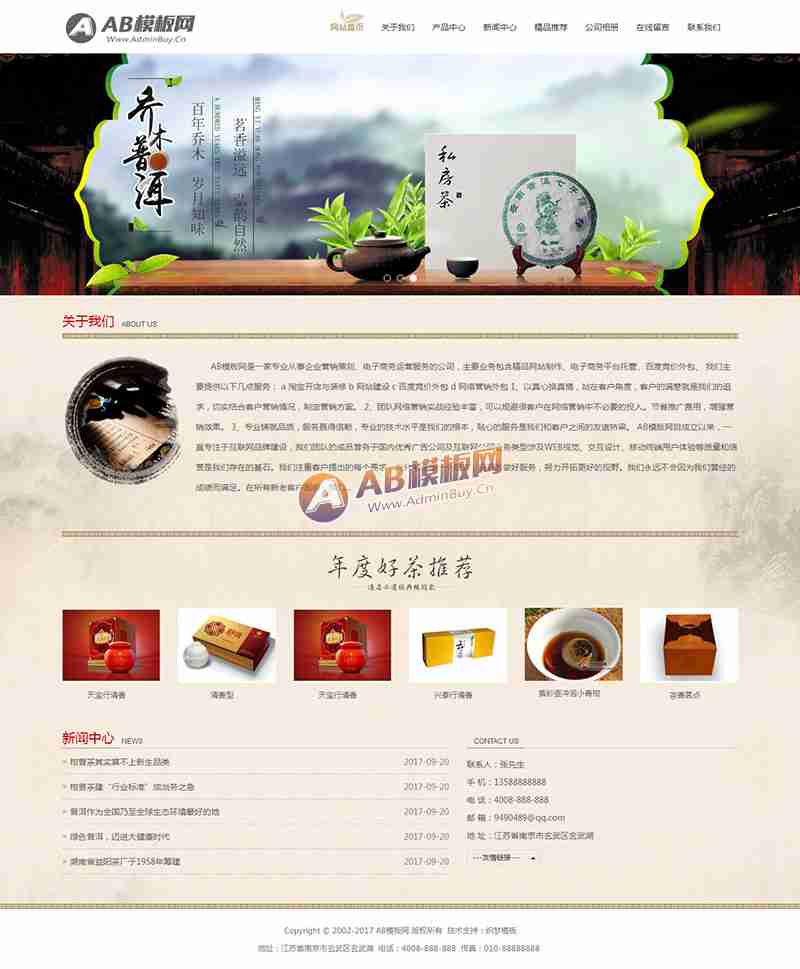 AB模板网
www.AdminBuy.Cn
网站首页 关于我们 产品中心 新闻中心 精品推荐 公司相册 在线留言 联系我们
乔木普洱
百年乔木 岁月知味
茗香溢远 弘韵自然
私房茶
关于我们 ABOUT US
AB模板网是一家专业从事企业营销策划、电子商务运营服务的公司，主要业务包含精品网站制作、电子商务平台托管、百度竞价外包、 我们主
要提供以下几点服务： a 淘宝开店与装修 b 网站建设 c 百度竞价外包 d 网络营销外包 1、以真心换真情，站在客户角度，客户的满意就是我们的追
求，切实结合客户营销情况，制定营销方案。 2、团队网络营销实战经验丰富，可以规避很客户在网络营销中不必要的投入。节省推广费用，增强营
销效果。 3、专业铸就品质，服务赢得信赖，专业的技术水平是我们的根本，贴心的服务是我们和客户之间的友谊桥梁。 AB模板网自成立以来，一
直专注于互联网品牌建设，我们团队的成员曾务于国内优秀广告公司及互联网公司业务类型涉及WEB视觉、交互设计、移动终端用户体验等质量和信
誉是我们存在的基石。我们注重客户提出的每个要求，做好服务，努力开拓更好的视野。我们永远不会因为我们曾经的
成绩而满足。在所有新老客户
AB模板网
www.AdminBuy.Cn
年度好茶推荐
天宝行清香 清香型 天宝行清香 兴泰行清香 紫砂壶冲泡小青柑 宏香茗点
新闻中心 NEWS
» 柑普茶其实算不上新生品类 2017-09-20
» 柑普茶建“行业标准”成当务之急 2017-09-20
» 普洱作为全国乃至全球生态环境最好的地 2017-09-20
» 绿色普洱，迈进大健康时代 2017-09-20
» 湖南省益阳茶厂于1958年筹建 2017-09-20
CONTACT US
联系人：张先生
手 机：13588888888
电 话：4008-888-888
邮 箱：9490489@qq.com
地 址：江苏省南京市玄武区玄武湖
---友情链接---
Copyright © 2002-2017 AB模板网 版权所有 技术支持：织梦模板
地址：江苏省南京市玄武区玄武湖 电话：4008-888-888 传真：010-88888888